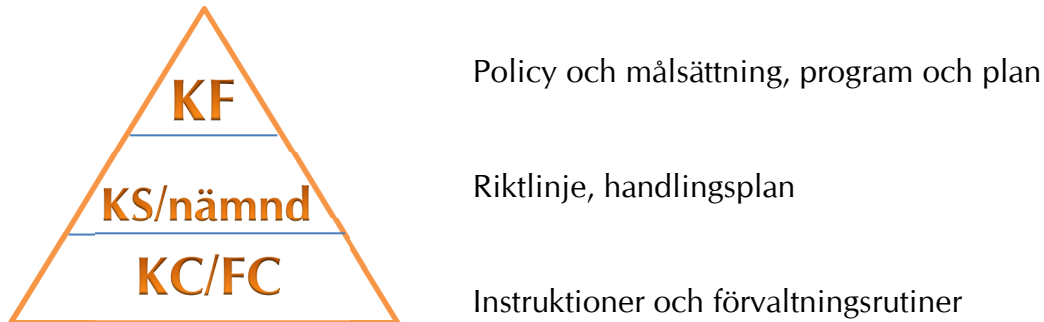 KF
Policy och målsättning, program och plan
KS/nämnd
Riktlinje, handlingsplan
KC/FC
Instruktioner och förvaltningsrutiner